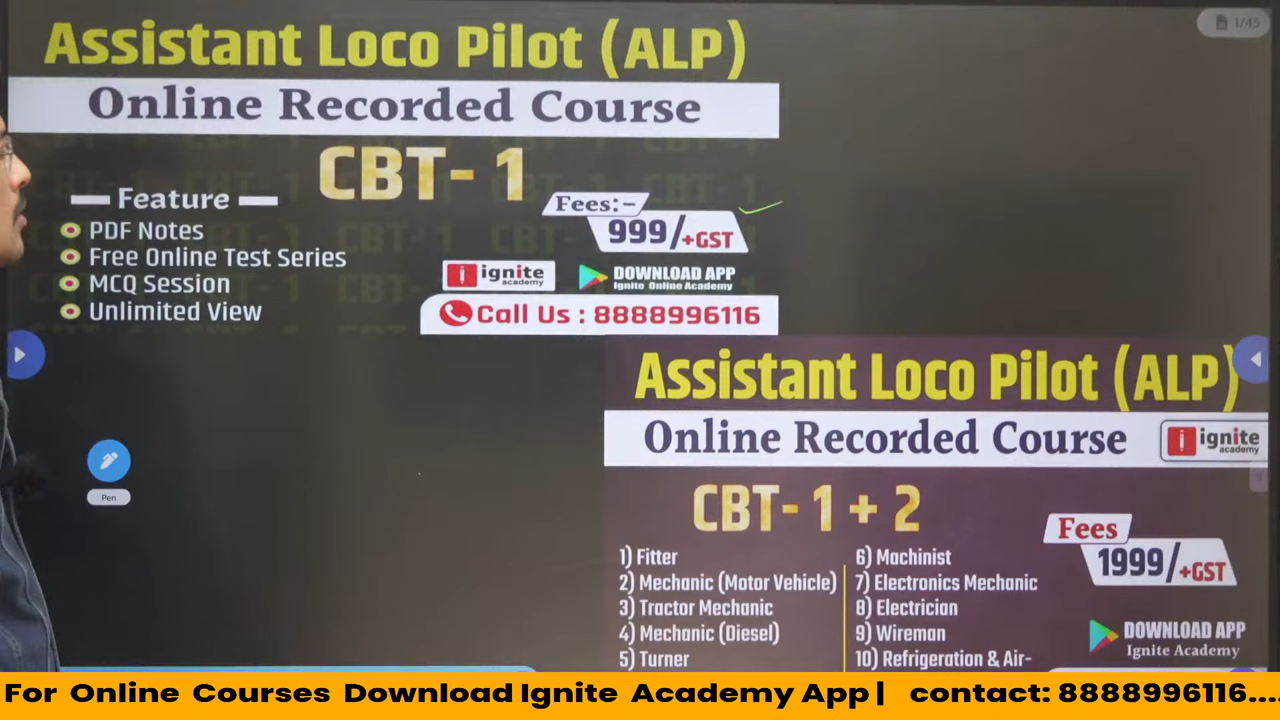 1/45
Assistant Loco Pilot (ALP)
Online Recorded Course
CBT- 1
Feature
PDF Notes
Free Online Test Series
MCQ Session
Unlimited View
Fees:-
999/+GST
ignite
academy
DOWNLOAD APP
Ignite Online Academy
Call Us : 8888996116
Assistant Loco Pilot (ALP)
Online Recorded Course
ignite
academy
CBT- 1 + 2
Fees
1999/+GST
1) Fitter
2) Mechanic (Motor Vehicle)
3) Tractor Mechanic
4) Mechanic (Diesel)
5) Turner
6) Machinist
7) Electronics Mechanic
8) Electrician
9) Wireman
10) Refrigeration & Air-
DOWNLOAD APP
Ignite Academy
Pen
For Online Courses Download Ignite Academy App | contact: 8888996116....